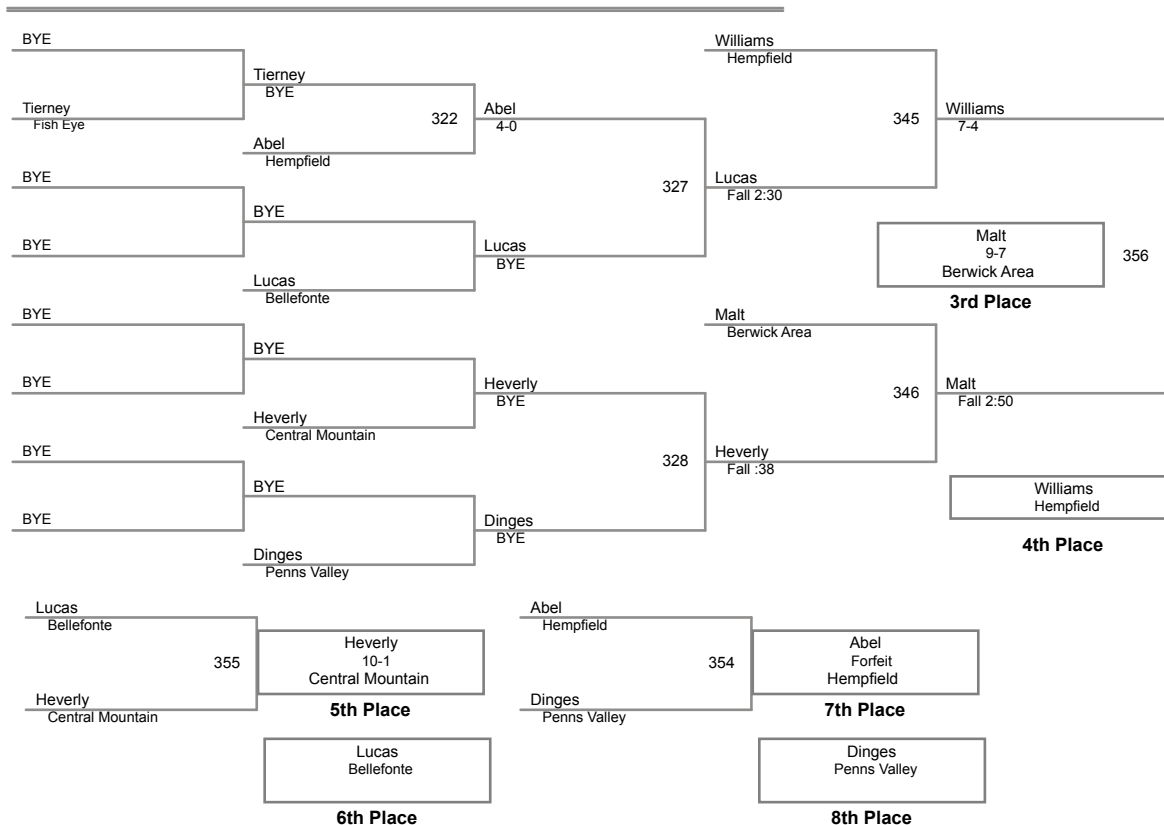 BYE
Tierney
Fish Eye
BYE
BYE
BYE
BYE
BYE
BYE
Tierney
BYE
Abel
Hempfield
BYE
Lucas
Bellefonte
BYE
Heverly
Central Mountain
BYE
Dinges
Penns Valley
322
Abel
4-0
Lucas
BYE
Heverly
BYE
Dinges
BYE
327
328
Williams
Hempfield
Lucas
Fall 2:30
Malt
Berwick Area
Heverly
Fall :38
345
346
Williams
7-4
Malt
9-7
Berwick Area
356
3rd Place
Malt
Fall 2:50
Williams
Hempfield
4th Place
Lucas
Bellefonte
355
Heverly
Central Mountain
Heverly
10-1
Central Mountain
5th Place
Lucas
Bellefonte
6th Place
Abel
Hempfield
354
Dinges
Penns Valley
Abel
Forfeit
Hempfield
7th Place
Dinges
Penns Valley
8th Place